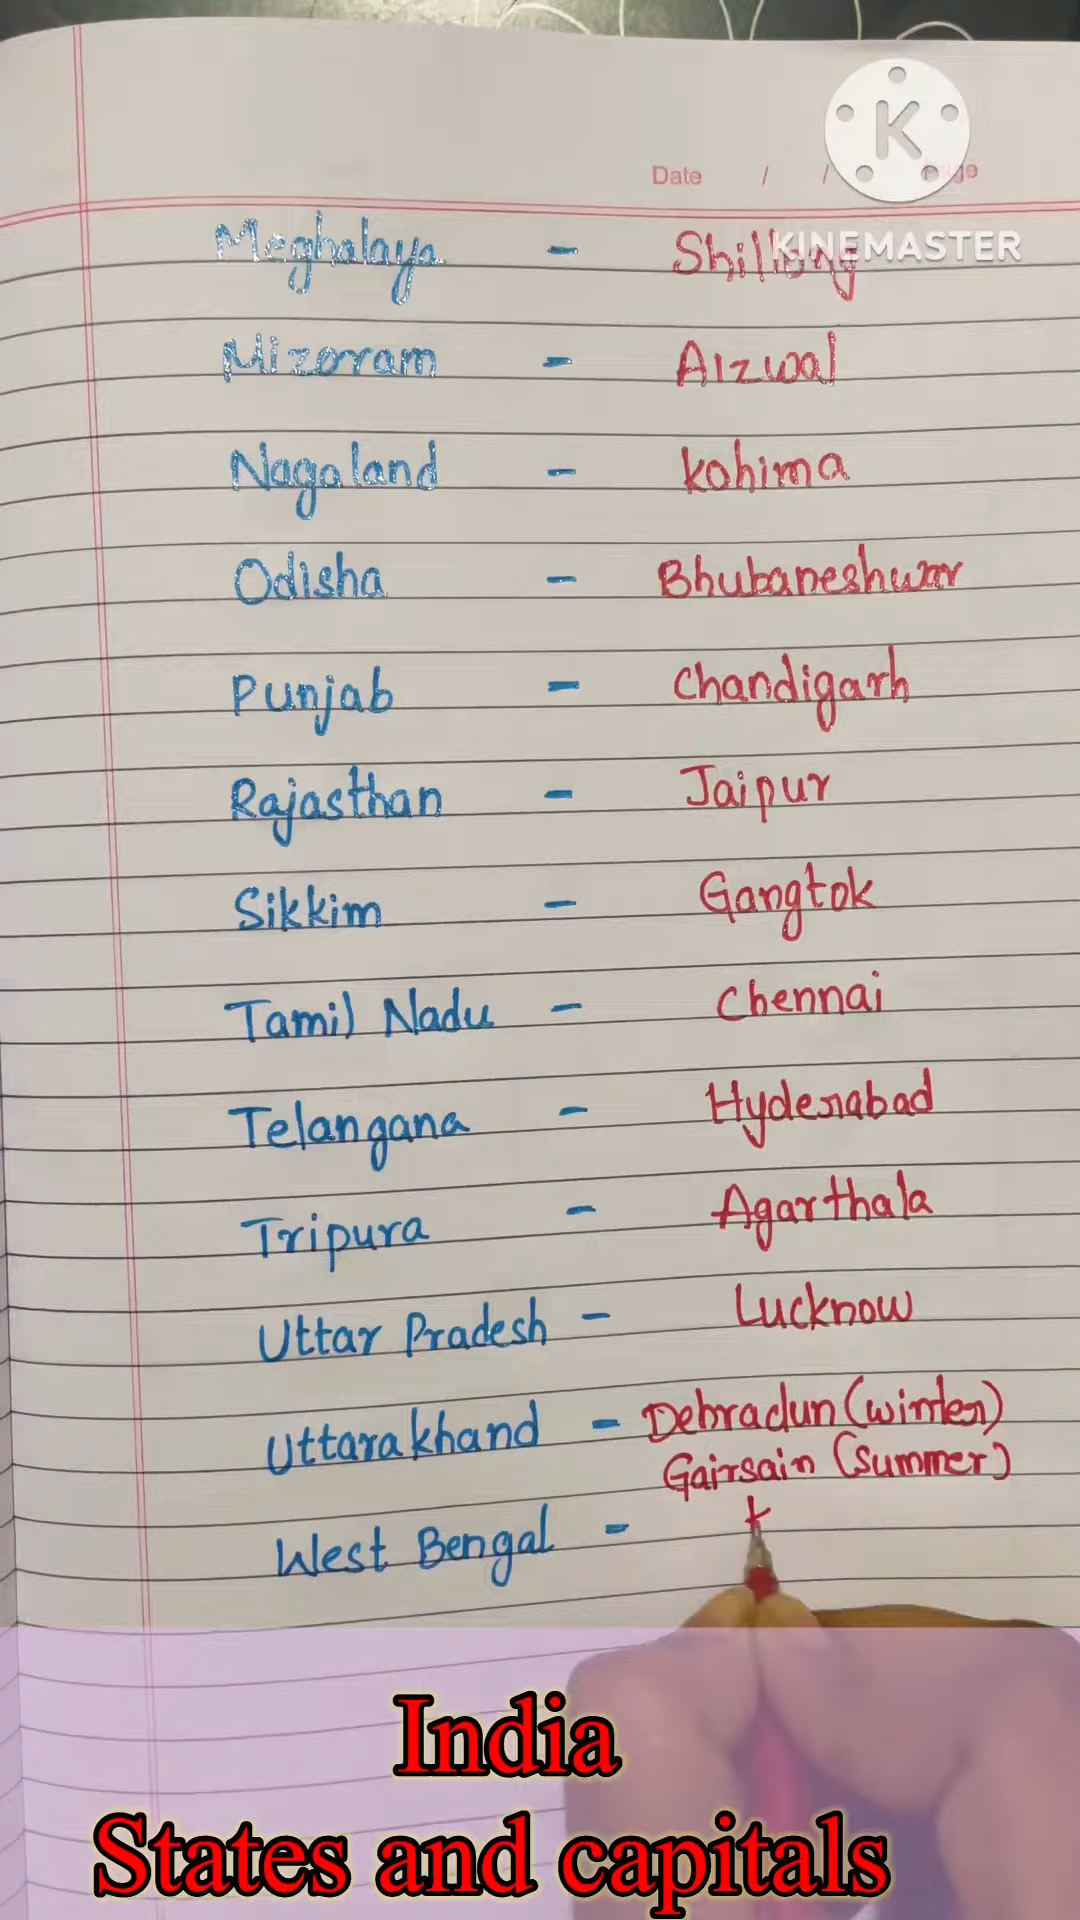 Date / / Page
K
KINEMASTER
Meghalaya - Shillong
Mizoram - Aizwal
Nagaland - Kohima
Odisha - Bhubaneshwar
Punjab - Chandigarh
Rajasthan - Jaipur
Sikkim - Gangtok
Tamil Nadu - Chennai
Telangana - Hyderabad
Tripura - Agarthala
Uttar Pradesh - Lucknow
Uttarakhand - Dehradun (winter)
Gairsain (summer)
West Bengal -
India
States and capitals